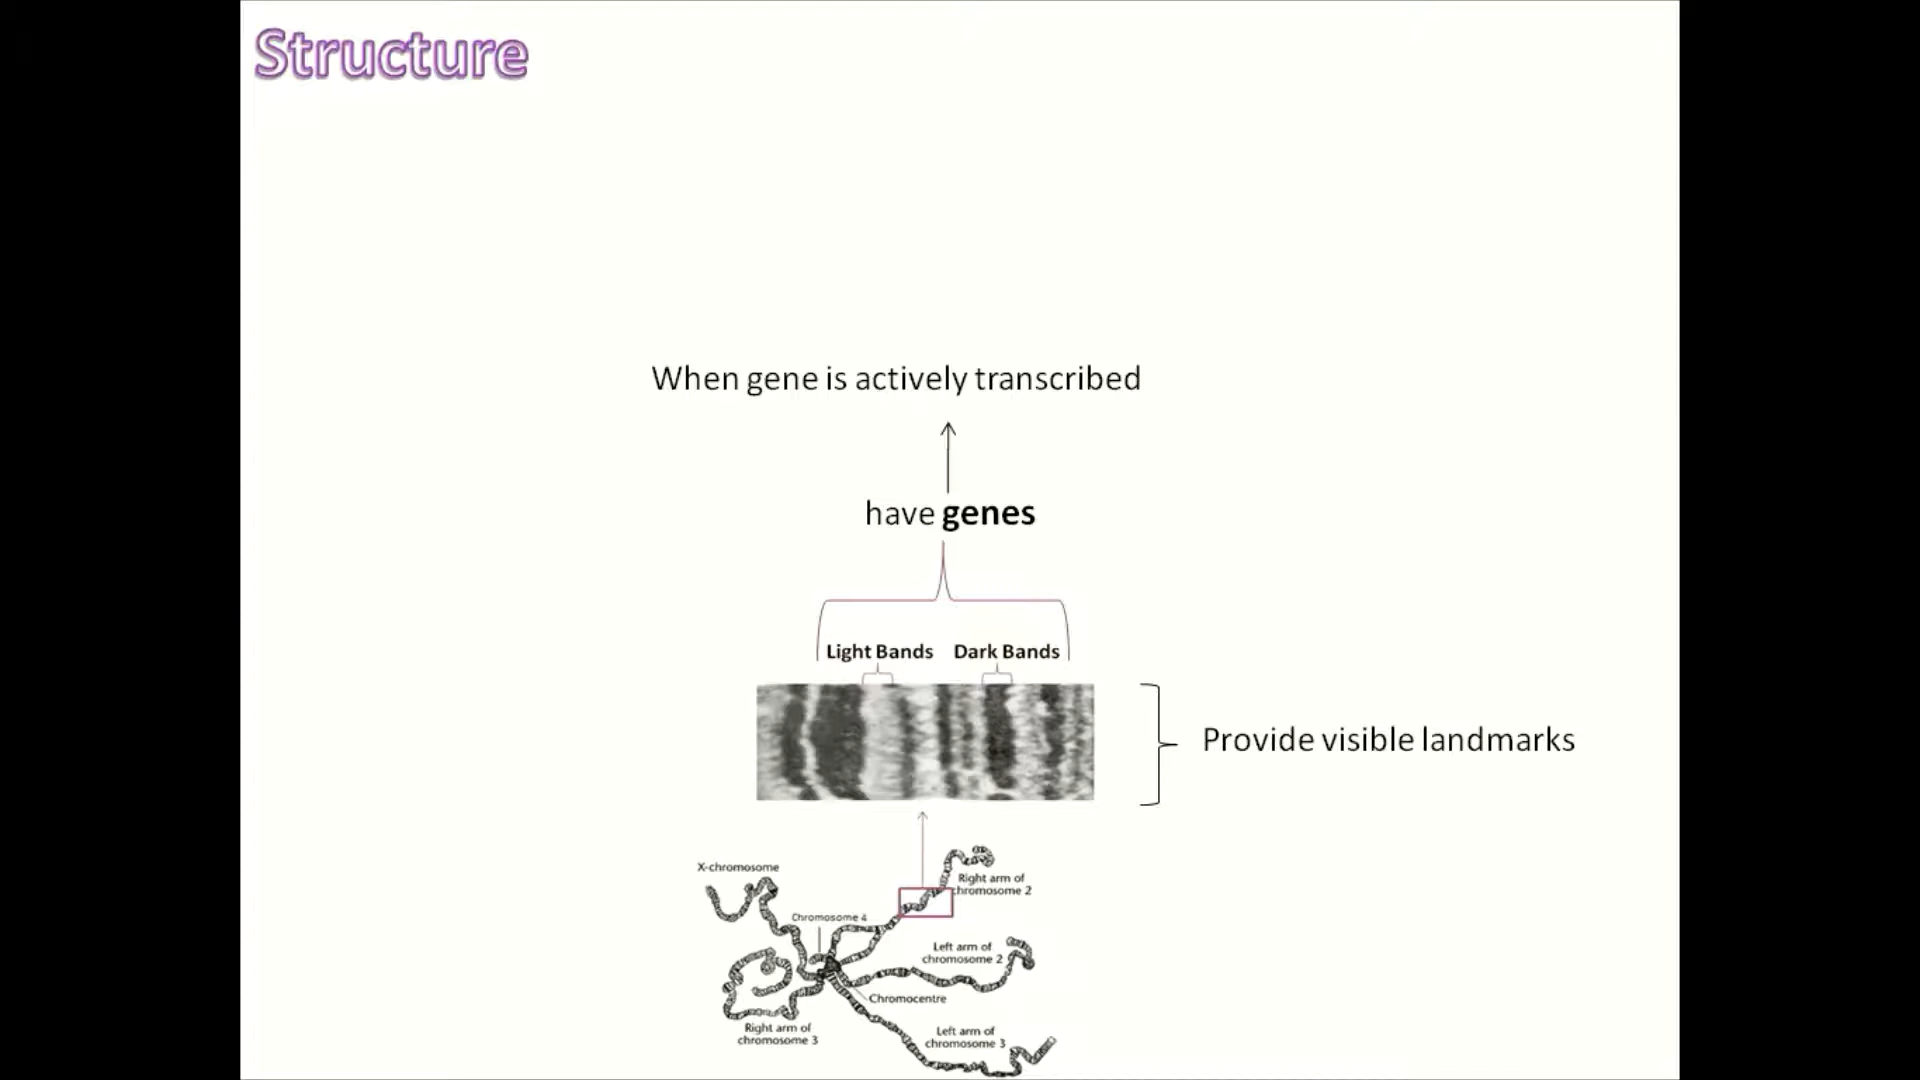 Structure
When gene is actively transcribed
have genes
Light Bands
Dark Bands
Provide visible landmarks
X-chromosome
Right arm of
chromosome 2
Chromosome 4
Left arm of
chromosome 2
Chromocentre
Right arm of
chromosome 3
Left arm of
chromosome 3